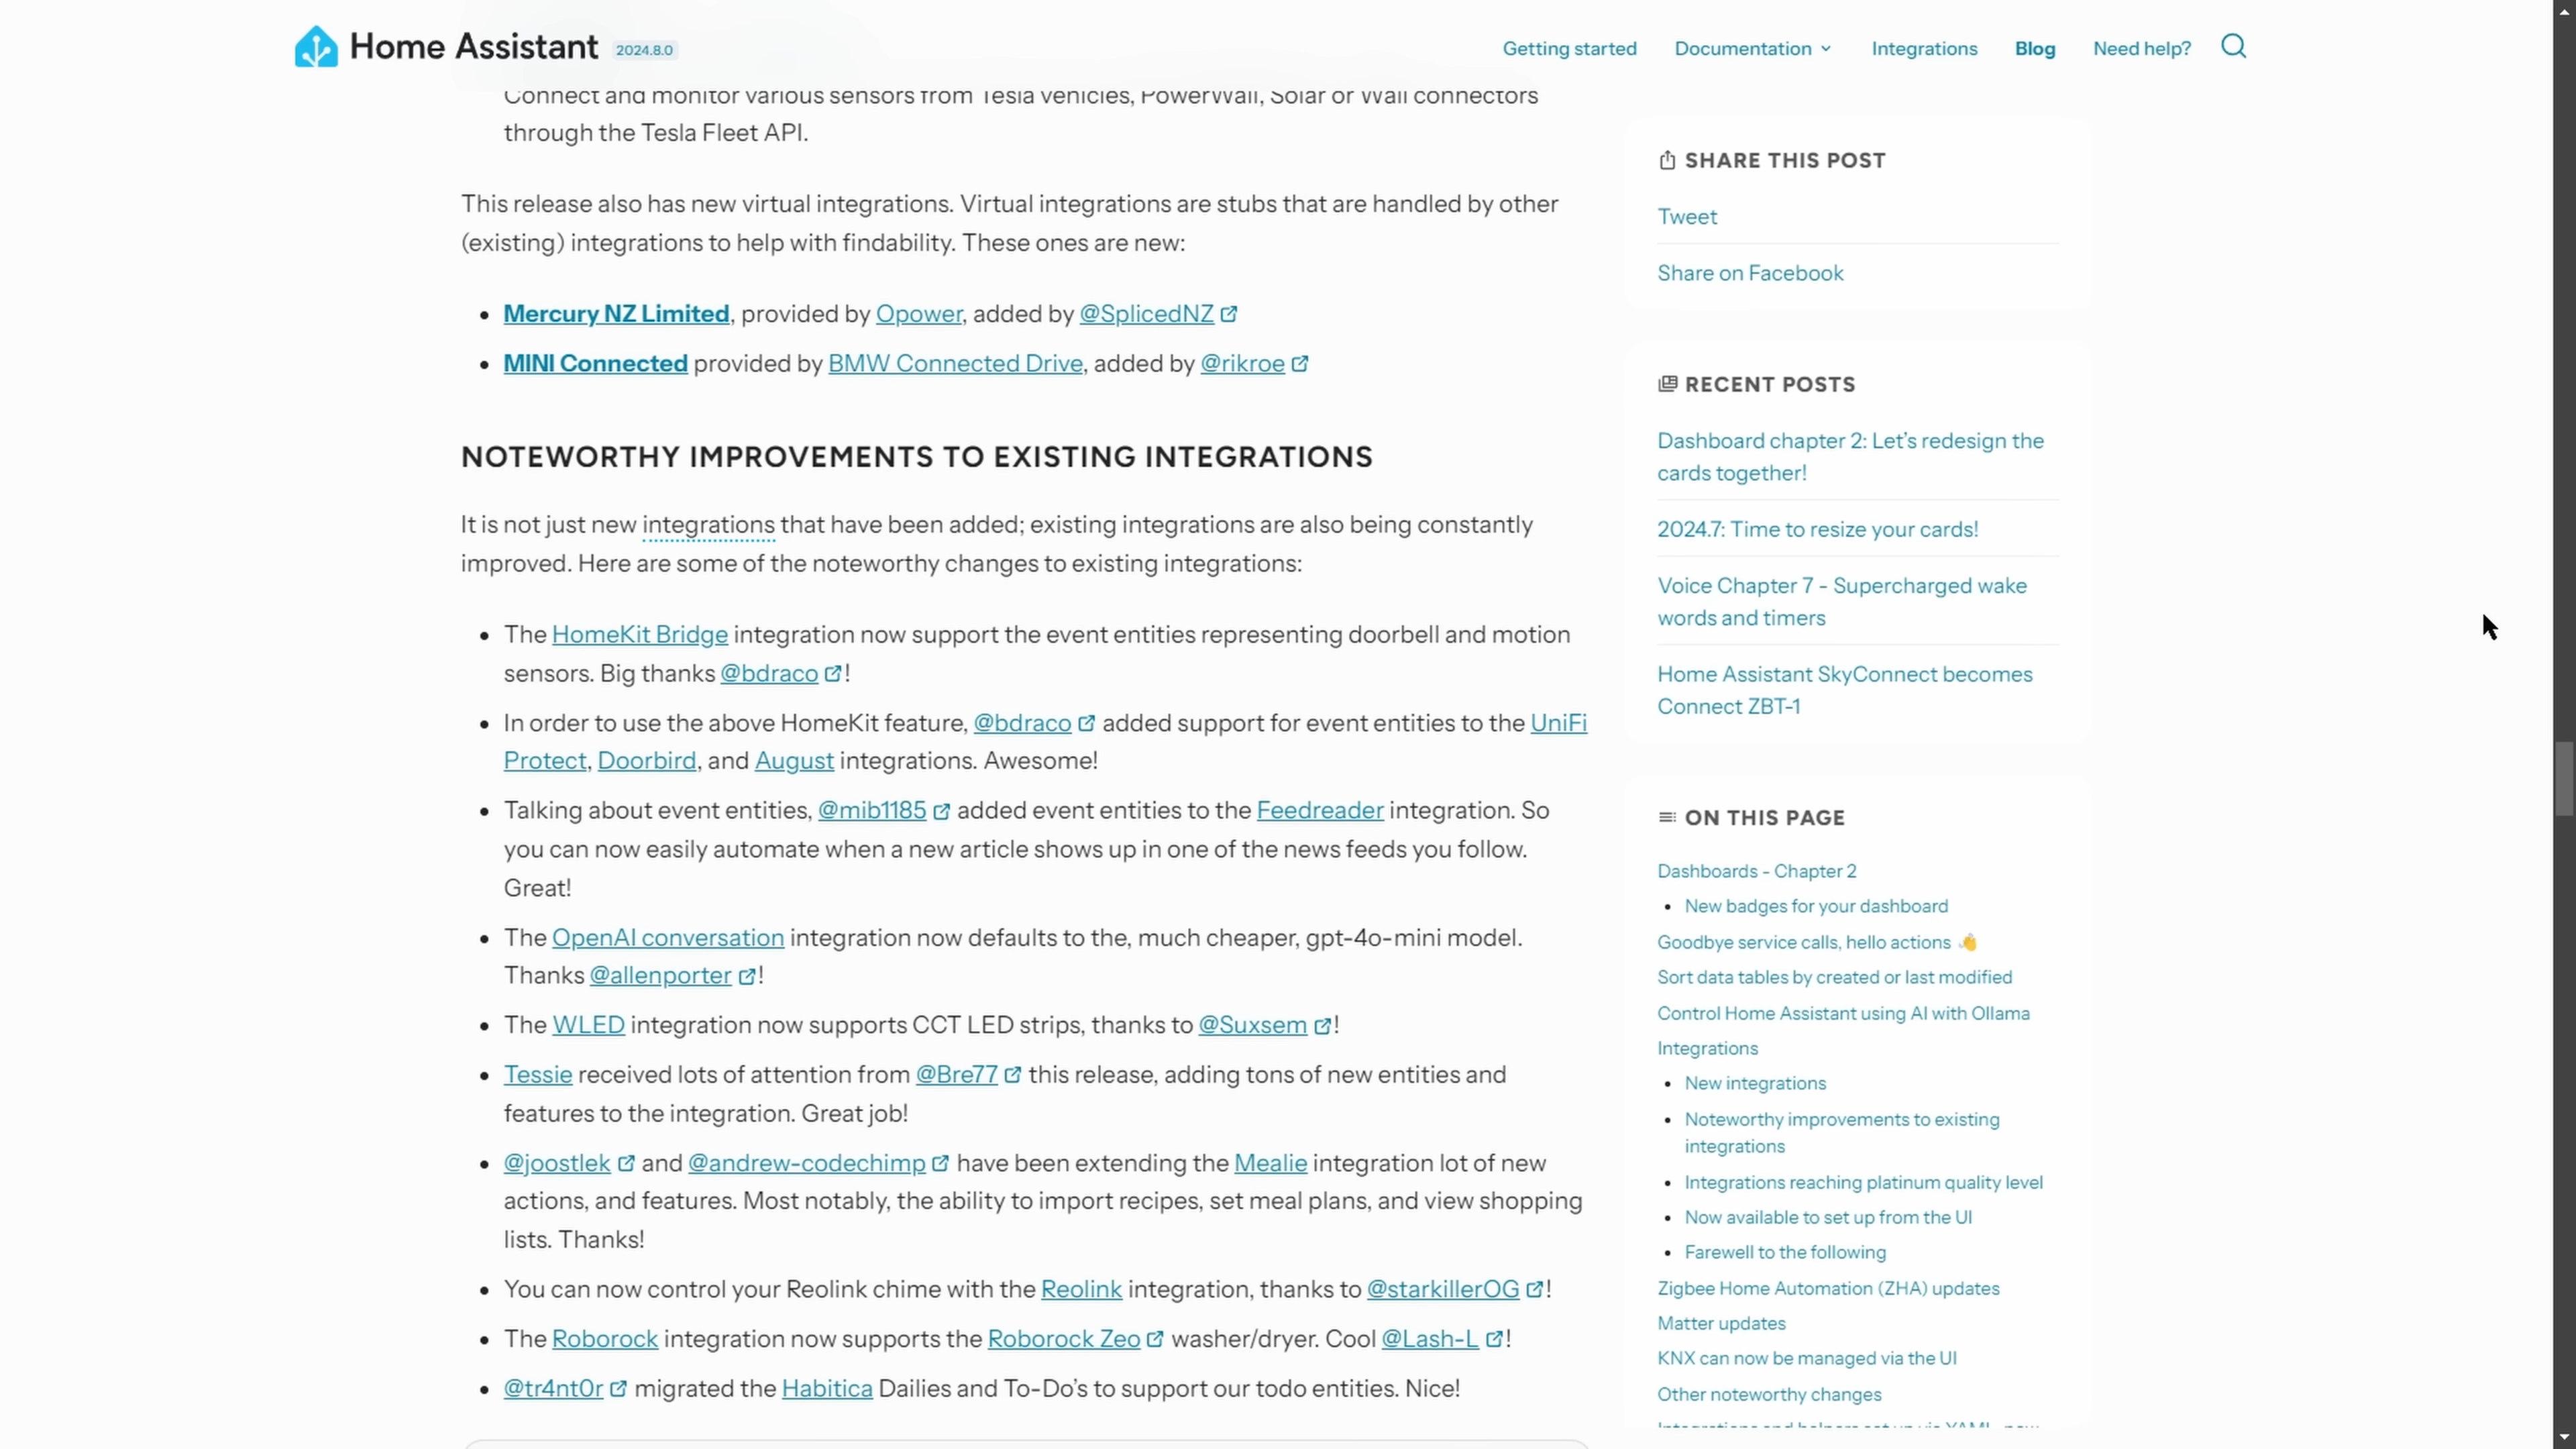 Home Assistant 2024.8.0
Getting started Documentation Integrations Blog Need help?
Connect and monitor various sensors from Tesla vehicles, PowerWall, Solar or Wall connectors
through the Tesla Fleet API.
This release also has new virtual integrations. Virtual integrations are stubs that are handled by other
(existing) integrations to help with findability. These ones are new:
• Mercury NZ Limited, provided by Opower, added by @SplicedNZ
• MINI Connected provided by BMW Connected Drive, added by @rikroe
NOTEWORTHY IMPROVEMENTS TO EXISTING INTEGRATIONS
It is not just new integrations that have been added; existing integrations are also being constantly
improved. Here are some of the noteworthy changes to existing integrations:
• The HomeKit Bridge integration now support the event entities representing doorbell and motion
sensors. Big thanks @bdraco !
• In order to use the above HomeKit feature, @bdraco added support for event entities to the UniFi
Protect, Doorbird, and August integrations. Awesome!
• Talking about event entities, @mib1185 added event entities to the Feedreader integration. So
you can now easily automate when a new article shows up in one of the news feeds you follow.
Great!
• The OpenAI conversation integration now defaults to the, much cheaper, gpt-4o-mini model.
Thanks @allenporter !
• The WLED integration now supports CCT LED strips, thanks to @Suxsem !
• Tessie received lots of attention from @Bre77 this release, adding tons of new entities and
features to the integration. Great job!
• @joostlek and @andrew-codechimp have been extending the Mealie integration lot of new
actions, and features. Most notably, the ability to import recipes, set meal plans, and view shopping
lists. Thanks!
• You can now control your Reolink chime with the Reolink integration, thanks to @starkillerOG !
• The Roborock integration now supports the Roborock Zeo washer/dryer. Cool @Lash-L !
• @tr4nt0r migrated the Habitica Dailies and To-Do's to support our todo entities. Nice!
SHARE THIS POST
Tweet
Share on Facebook
RECENT POSTS
Dashboard chapter 2: Let's redesign the
cards together!
2024.7: Time to resize your cards!
Voice Chapter 7 - Supercharged wake
words and timers
Home Assistant SkyConnect becomes
Connect ZBT-1
ON THIS PAGE
Dashboards - Chapter 2
• New badges for your dashboard
Goodbye service calls, hello actions 👋
Sort data tables by created or last modified
Control Home Assistant using AI with Ollama
Integrations
• New integrations
• Noteworthy improvements to existing
integrations
• Integrations reaching platinum quality level
• Now available to set up from the UI
• Farewell to the following
Zigbee Home Automation (ZHA) updates
Matter updates
KNX can now be managed via the UI
Other noteworthy changes